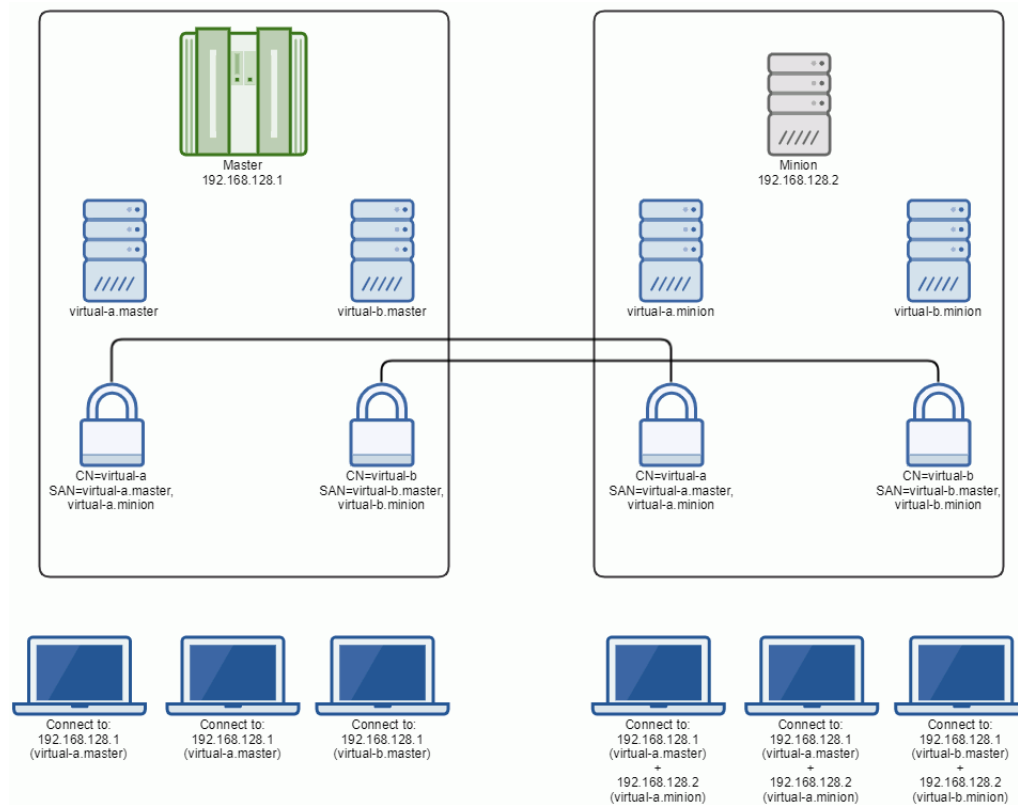 Master
192.168.128.1
Minion
192.168.128.2
virtual-a.master
virtual-b.master
virtual-a.minion
virtual-b.minion
CN=virtual-a
SAN=virtual-a.master,
virtual-a.minion
CN=virtual-b
SAN=virtual-b.master,
virtual-b.minion
CN=virtual-a
SAN=virtual-a.master,
virtual-a.minion
CN=virtual-b
SAN=virtual-b.master,
virtual-b.minion
Connect to:
192.168.128.1
(virtual-a.master)
Connect to:
192.168.128.1
(virtual-a.master)
Connect to:
192.168.128.1
(virtual-b.master)
Connect to:
192.168.128.1
(virtual-a.master)
+
192.168.128.2
(virtual-a.minion)
Connect to:
192.168.128.1
(virtual-a.master)
+
192.168.128.2
(virtual-a.minion)
Connect to:
192.168.128.1
(virtual-b.master)
+
192.168.128.2
(virtual-b.minion)